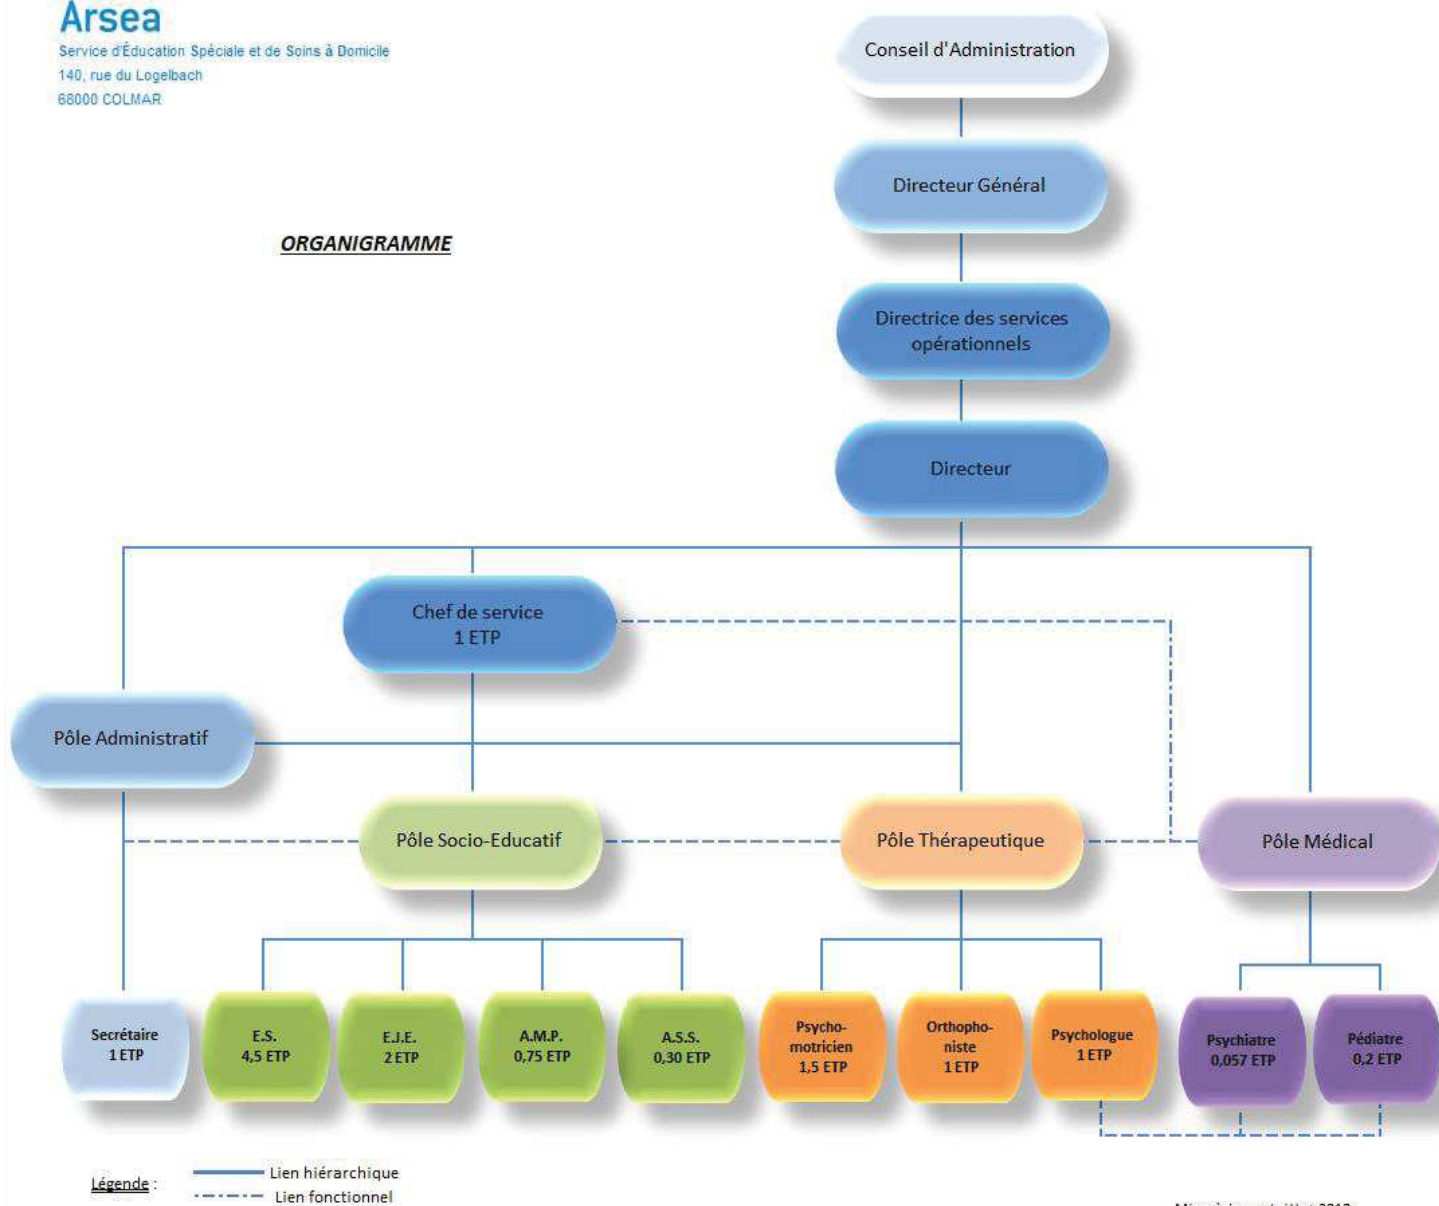 Arsea
Service d'Éducation Spéciale et de Soins à Domicile
140, rue du Logelbach
68000 COLMAR
ORGANIGRAMME
Conseil d'Administration
Directeur Général
Directrice des services
opérationnels
Directeur
Chef de service
1 ETP
Pôle Administratif
Pôle Socio-Educatif
Pôle Thérapeutique
Pôle Médical
Secrétaire
1 ETP
E.S.
4,5 ETP
E.J.E.
2 ETP
A.M.P.
0,75 ETP
A.S.S.
0,30 ETP
Psycho-
motricien
1,5 ETP
Orthopho-
niste
1 ETP
Psychologue
1 ETP
Psychiatre
0,057 ETP
Pédiatre
0,2 ETP
Légende :
Lien hiérarchique
Lien fonctionnel